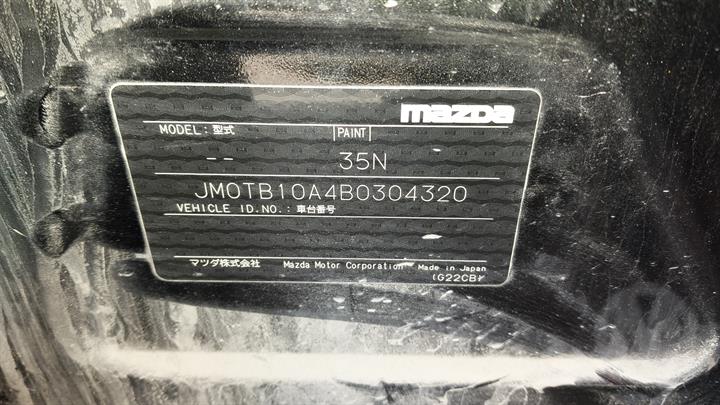 mazda
MODEL : 型式 PAINT
-- 35N
JM0TB10A4B0304320
VEHICLE ID.NO. : 車台番号
マツダ株式会社 Mazda Motor Corporation Made in Japan
(G22CB)